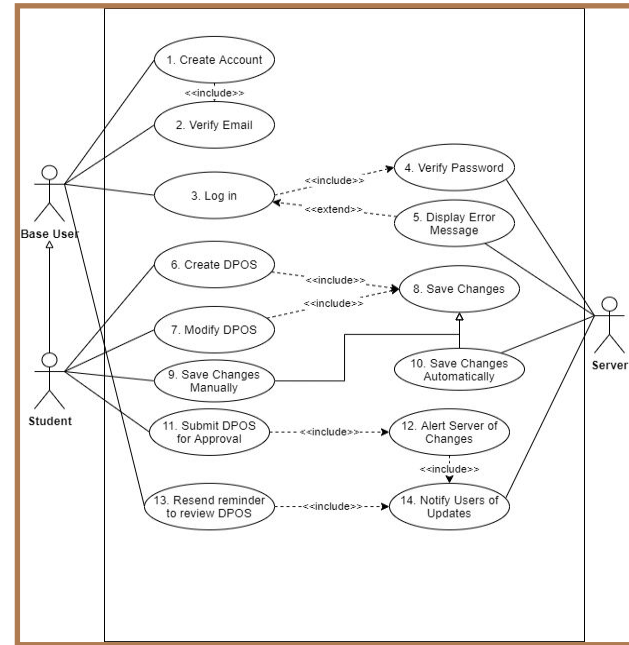 1. Create Account
<<include>>
2. Verify Email
4. Verify Password
<<include>>
3. Log in
<<extend>>
5. Display Error
Message
Base User
6. Create DPOS
<<include>>
8. Save Changes
<<include>>
7. Modify DPOS
Server
9. Save Changes
Manually
10. Save Changes
Automatically
Student
11. Submit DPOS
for Approval
<<include>>
12. Alert Server of
Changes
<<include>>
13. Resend reminder
to review DPOS
<<include>>
14. Notify Users of
Updates